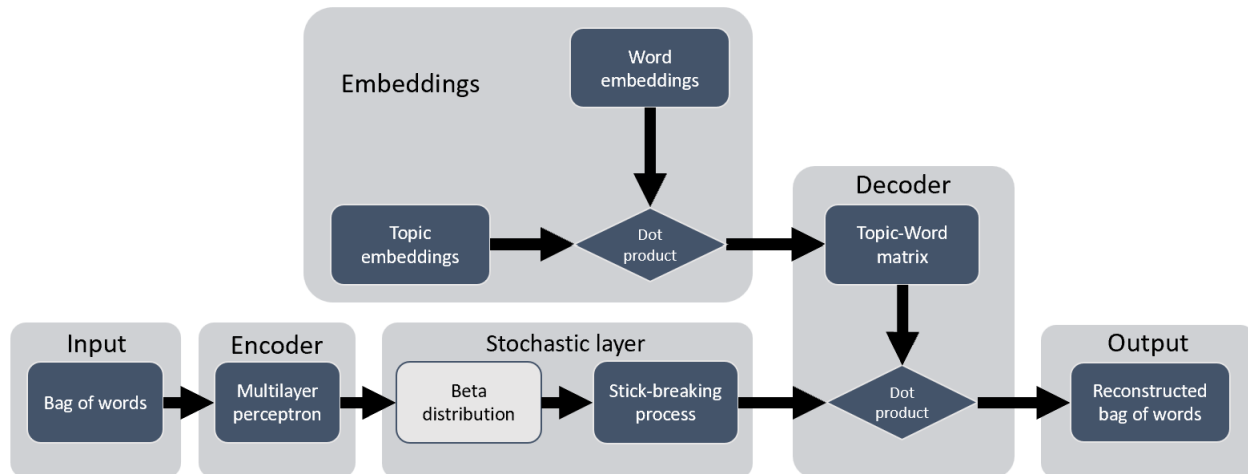 Embeddings
Word
embeddings
Topic
embeddings
Dot
product
Decoder
Topic-Word
matrix
Input
Bag of words
Encoder
Multilayer
perceptron
Stochastic layer
Beta
distribution
Stick-breaking
process
Dot
product
Output
Reconstructed
bag of words